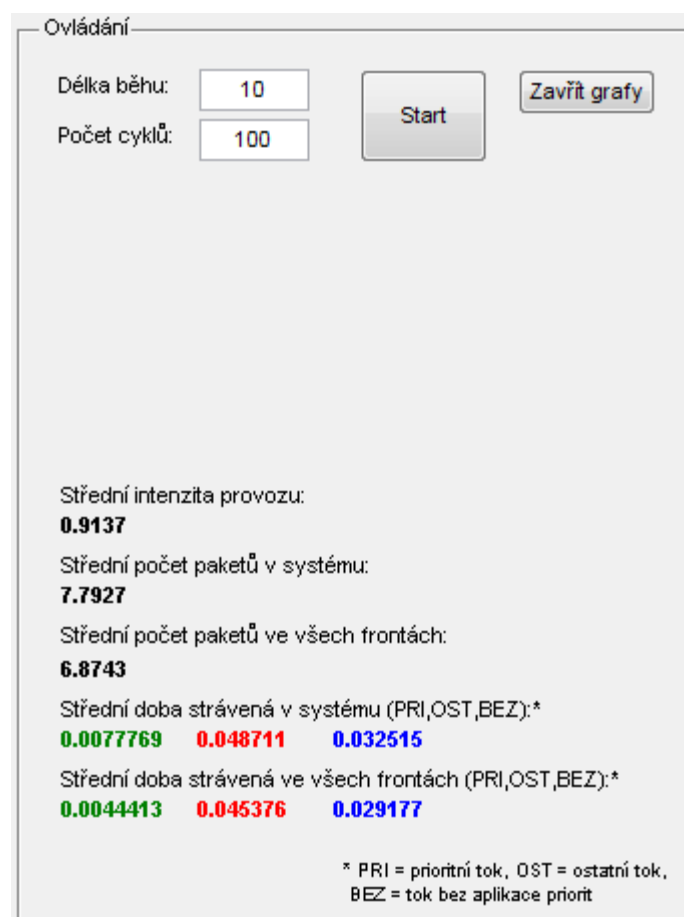 Ovládání
Délka běhu: 10 Start Zavřít grafy
Počet cyklů: 100
Střední intenzita provozu:
0.9137
Střední počet paketů v systému:
7.7927
Střední počet paketů ve všech frontách:
6.8743
Střední doba strávená v systému (PRI,OST,BEZ):*
0.0077769 0.048711 0.032515
Střední doba strávená ve všech frontách (PRI,OST,BEZ):*
0.0044413 0.045376 0.029177
* PRI = prioritní tok, OST = ostatní tok,
BEZ = tok bez aplikace priorit